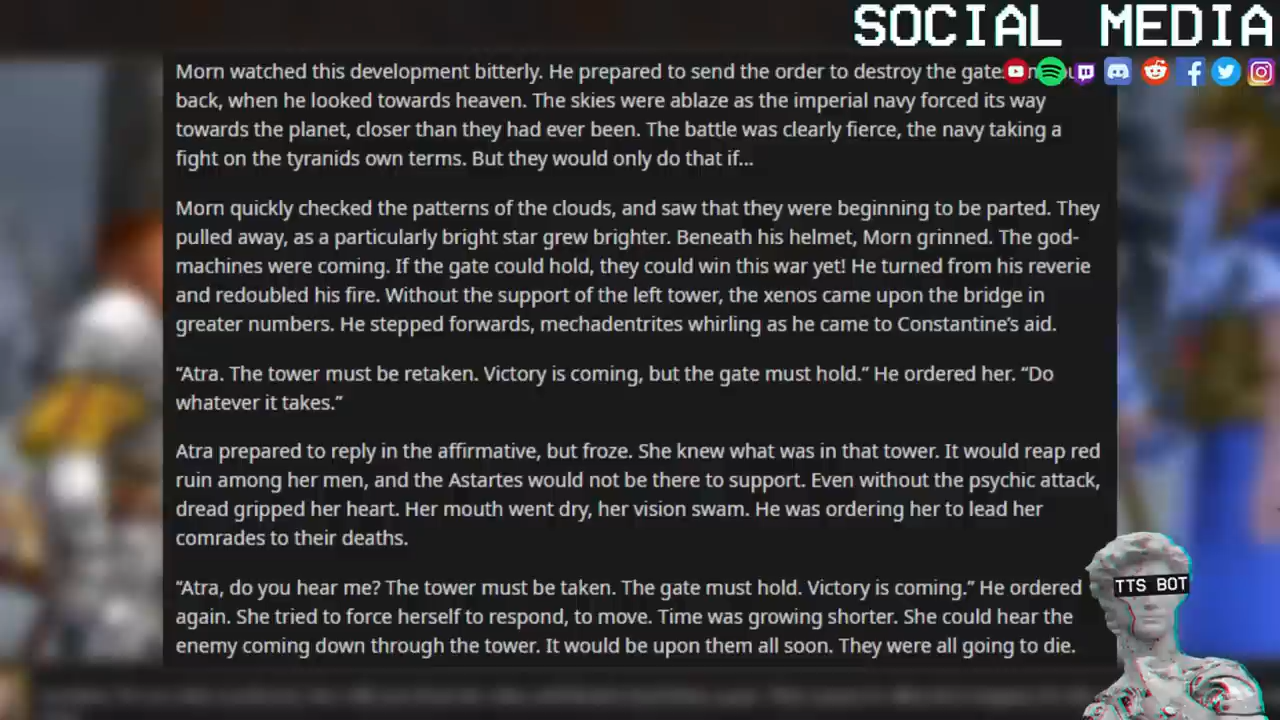 SOCIAL MEDIA
Morn watched this development bitterly. He prepared to send the order to destroy the gate
back, when he looked towards heaven. The skies were ablaze as the imperial navy forced its way
towards the planet, closer than they had ever been. The battle was clearly fierce, the navy taking a
fight on the tyranids own terms. But they would only do that if...
Morn quickly checked the patterns of the clouds, and saw that they were beginning to be parted. They
pulled away, as a particularly bright star grew brighter. Beneath his helmet, Morn grinned. The god-
machines were coming. If the gate could hold, they could win this war yet! He turned from his reverie
and redoubled his fire. Without the support of the left tower, the xenos came upon the bridge in
greater numbers. He stepped forwards, mechadentrites whirling as he came to Constantine’s aid.
“Atra. The tower must be retaken. Victory is coming, but the gate must hold.” He ordered her. “Do
whatever it takes.”
Atra prepared to reply in the affirmative, but froze. She knew what was in that tower. It would reap red
ruin among her men, and the Astartes would not be there to support. Even without the psychic attack,
dread gripped her heart. Her mouth went dry, her vision swam. He was ordering her to lead her
comrades to their deaths.
“Atra, do you hear me? The tower must be taken. The gate must hold. Victory is coming.” He ordered
again. She tried to force herself to respond, to move. Time was growing shorter. She could hear the
enemy coming down through the tower. It would be upon them all soon. They were all going to die.
TTS BOT